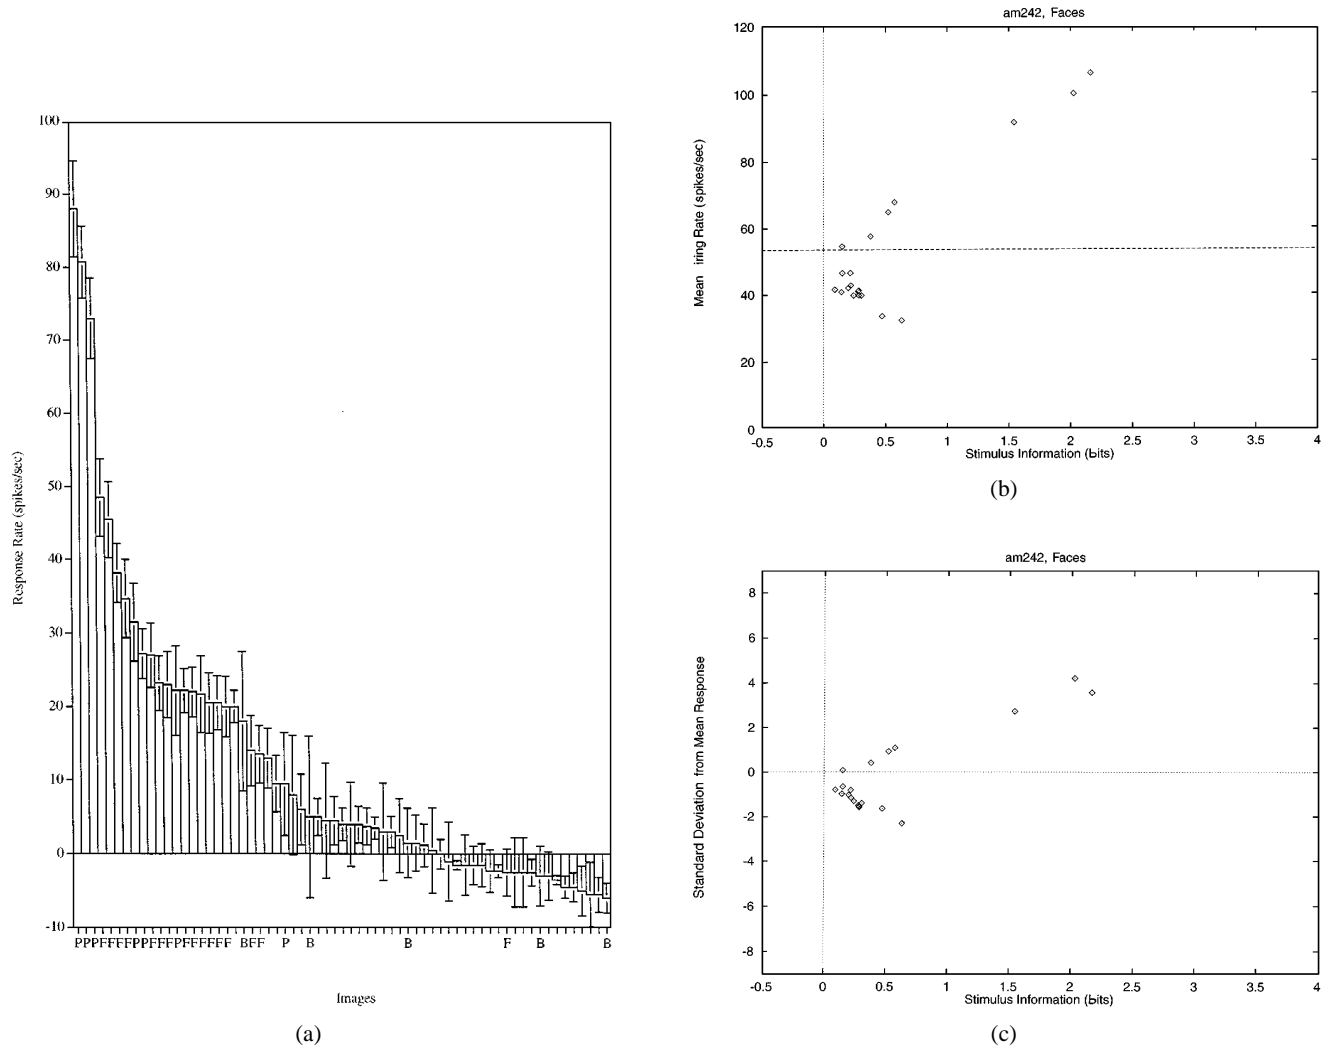 100
90
80
70
60
50
40
30
20
10
0
-10
Response Rate (spikes/sec)
PPPFFFFPPFFFPFFFFFF BFF P B B F B B
Images
(a)
am242, Faces
120
100
80
60
40
20
0
Mean iring Rate (spikes/sec)
-0.5 0 0.5 1 1.5 2 2.5 3 3.5 4
Stimulus Information (bits)
(b)
am242, Faces
8
6
4
2
0
-2
-4
-6
-8
Standard Deviation from Mean Response
-0.5 0 0.5 1 1.5 2 2.5 3 3.5 4
Stimulus Information (bits)
(c)